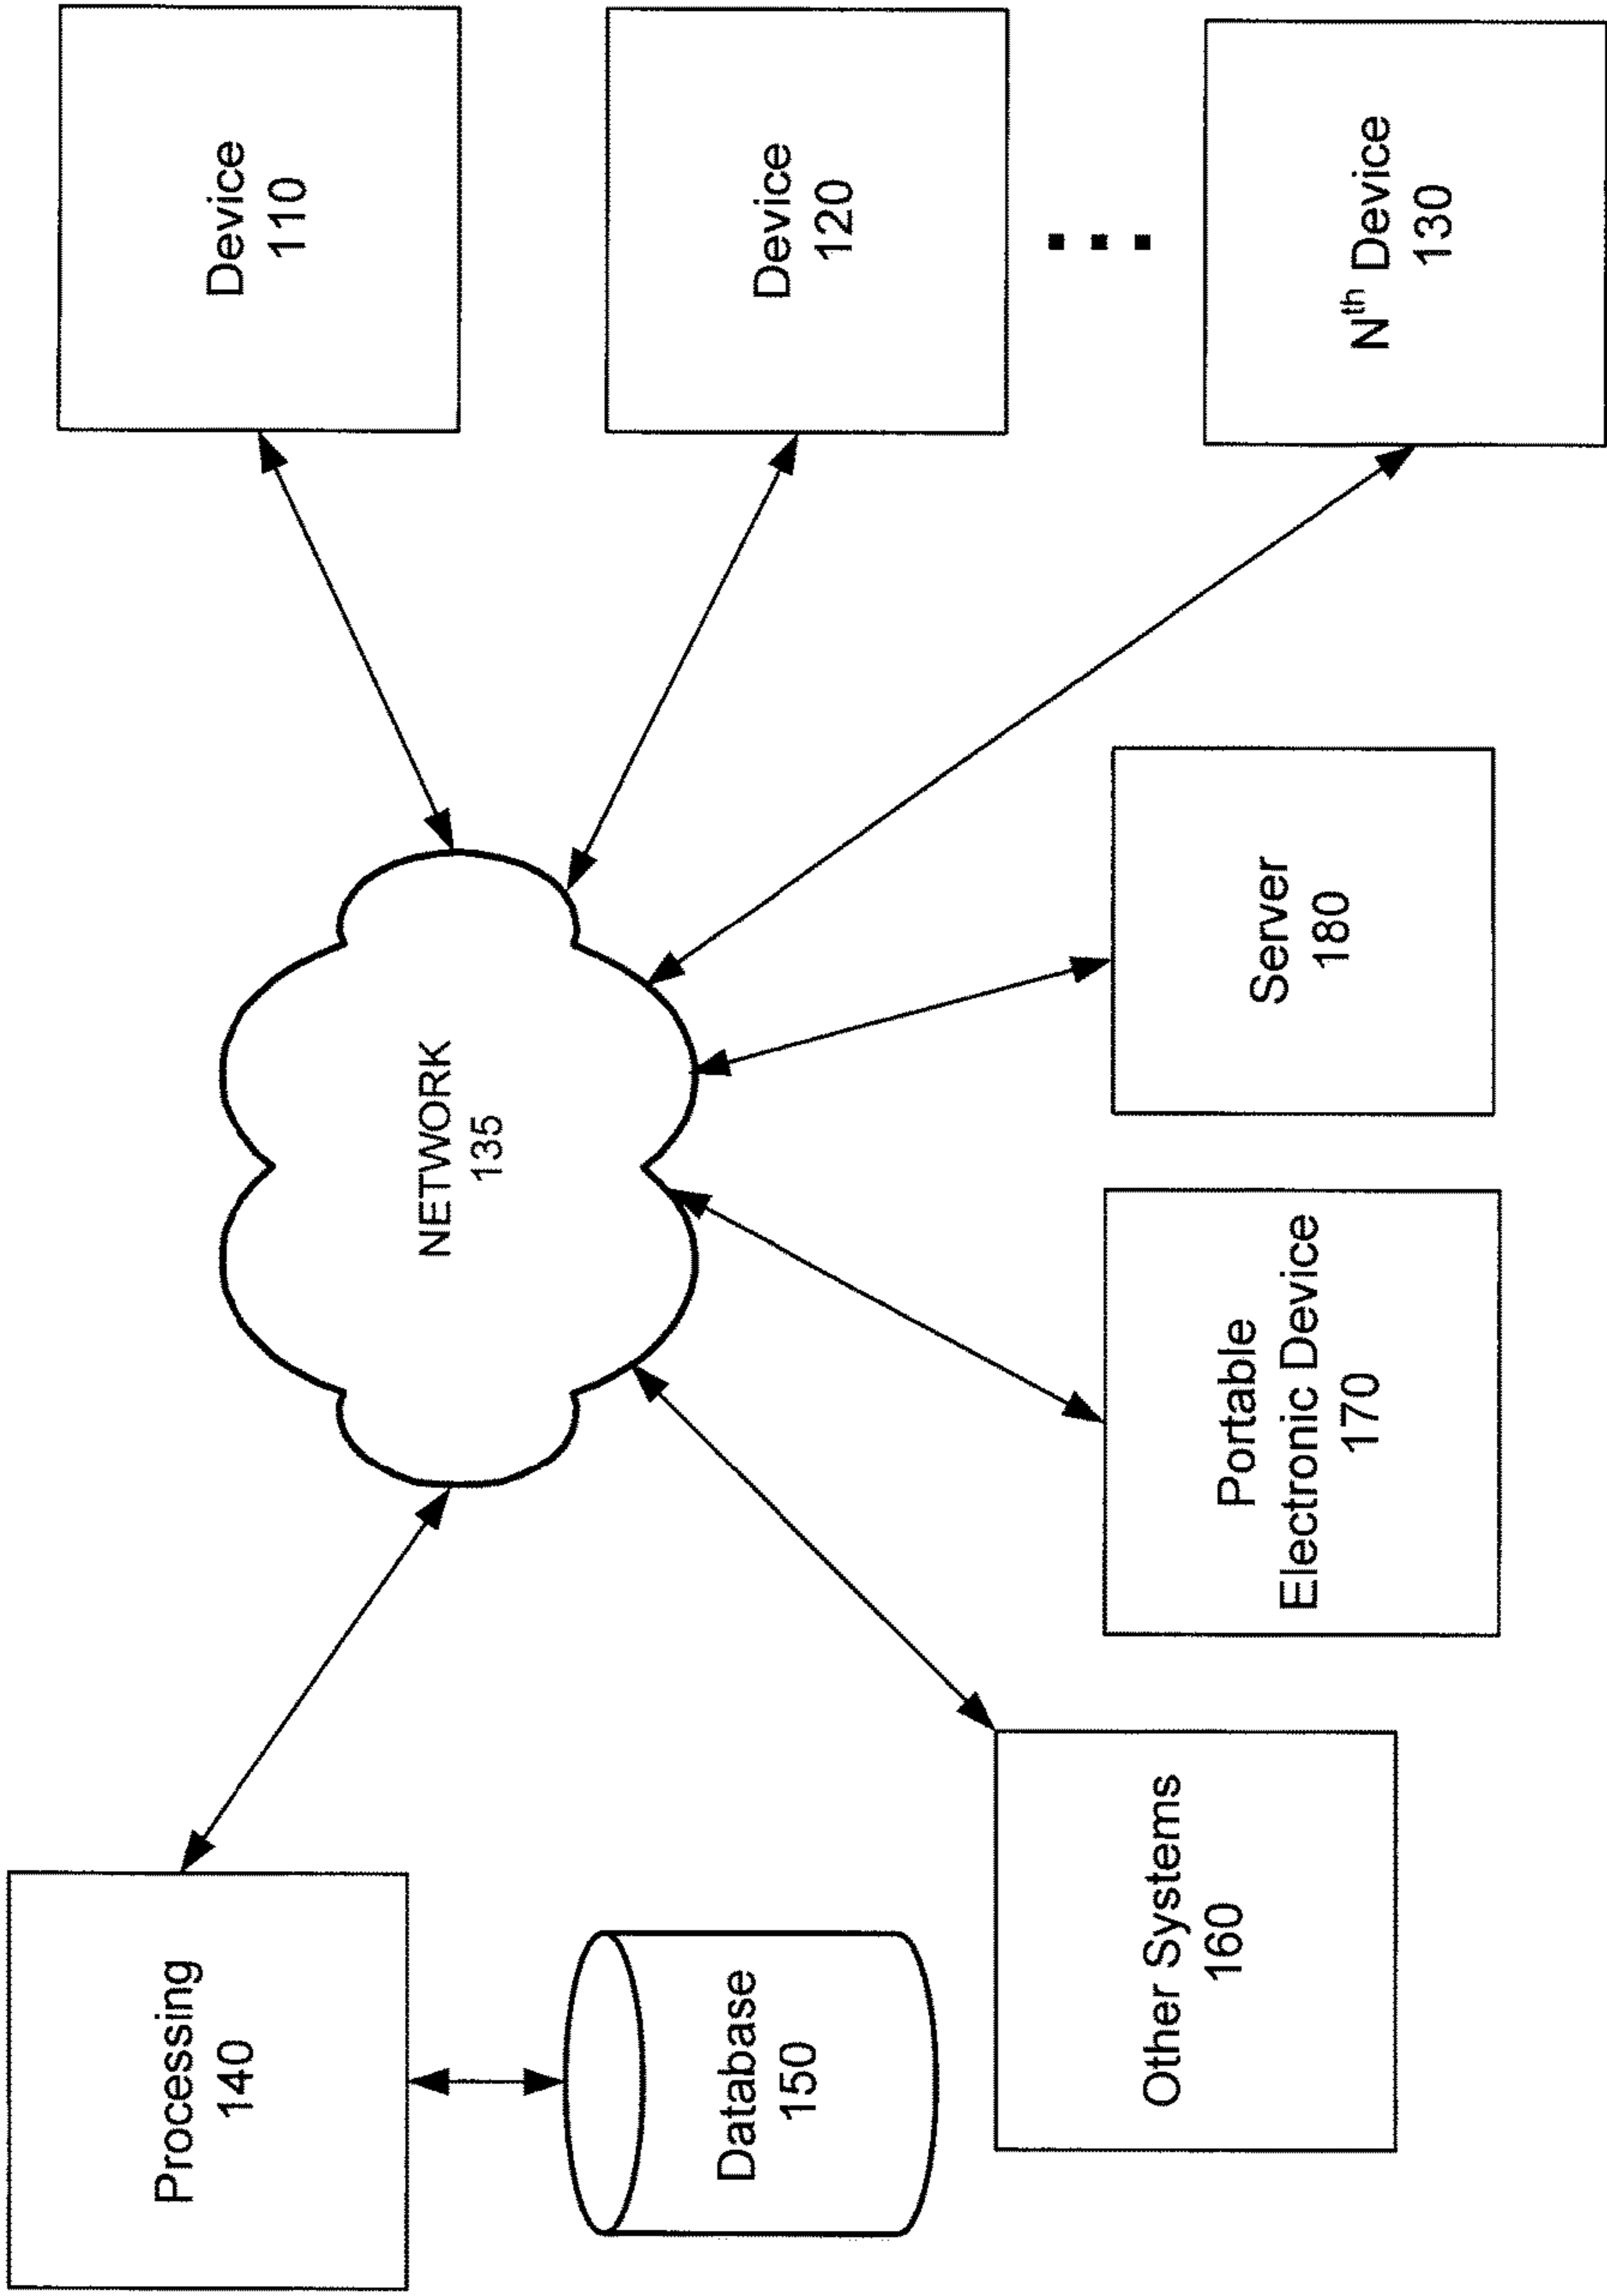 Processing
140
Database
150
Other Systems
160
NETWORK
135
Portable
Electronic Device
170
Server
180
Device
110
Device
120
Nth Device
130